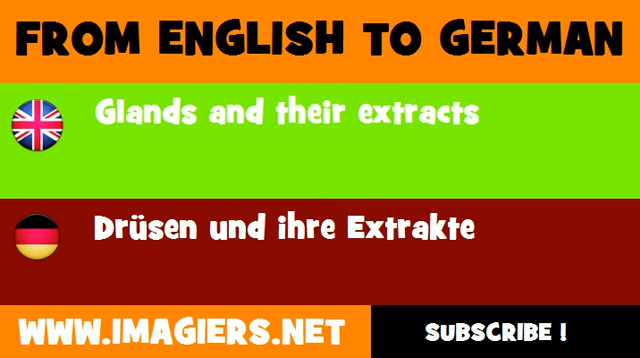 FROM ENGLISH TO GERMAN
Glands and their extracts
Drüsen und ihre Extrakte
WWW.IMAGIERS.NET
SUBSCRIBE !